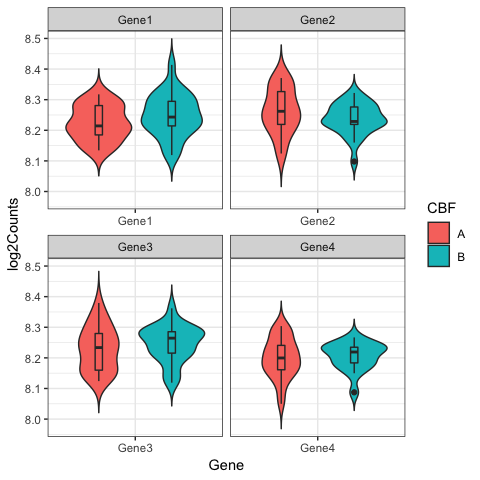 Gene1
Gene2
8.5
8.4
8.3
8.2
8.1
8.0
Gene1
Gene2
Gene3
Gene4
8.5
8.4
8.3
8.2
8.1
8.0
Gene3
Gene4
Gene
log2Counts
CBF
A
B